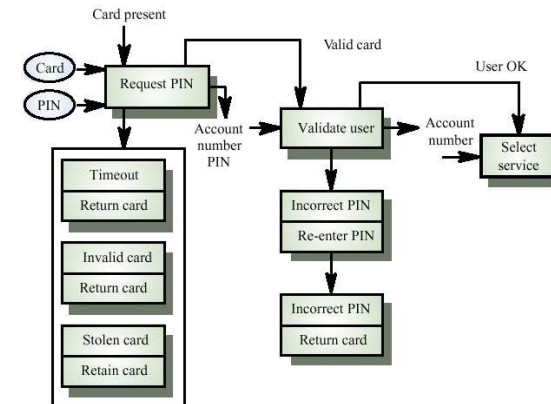 Card present
Valid card
Card
Request PIN
User OK
PIN
Account
number
PIN
Validate user
Account
number
Select
service
Timeout
Return card
Incorrect PIN
Re-enter PIN
Invalid card
Return card
Incorrect PIN
Return card
Stolen card
Retain card